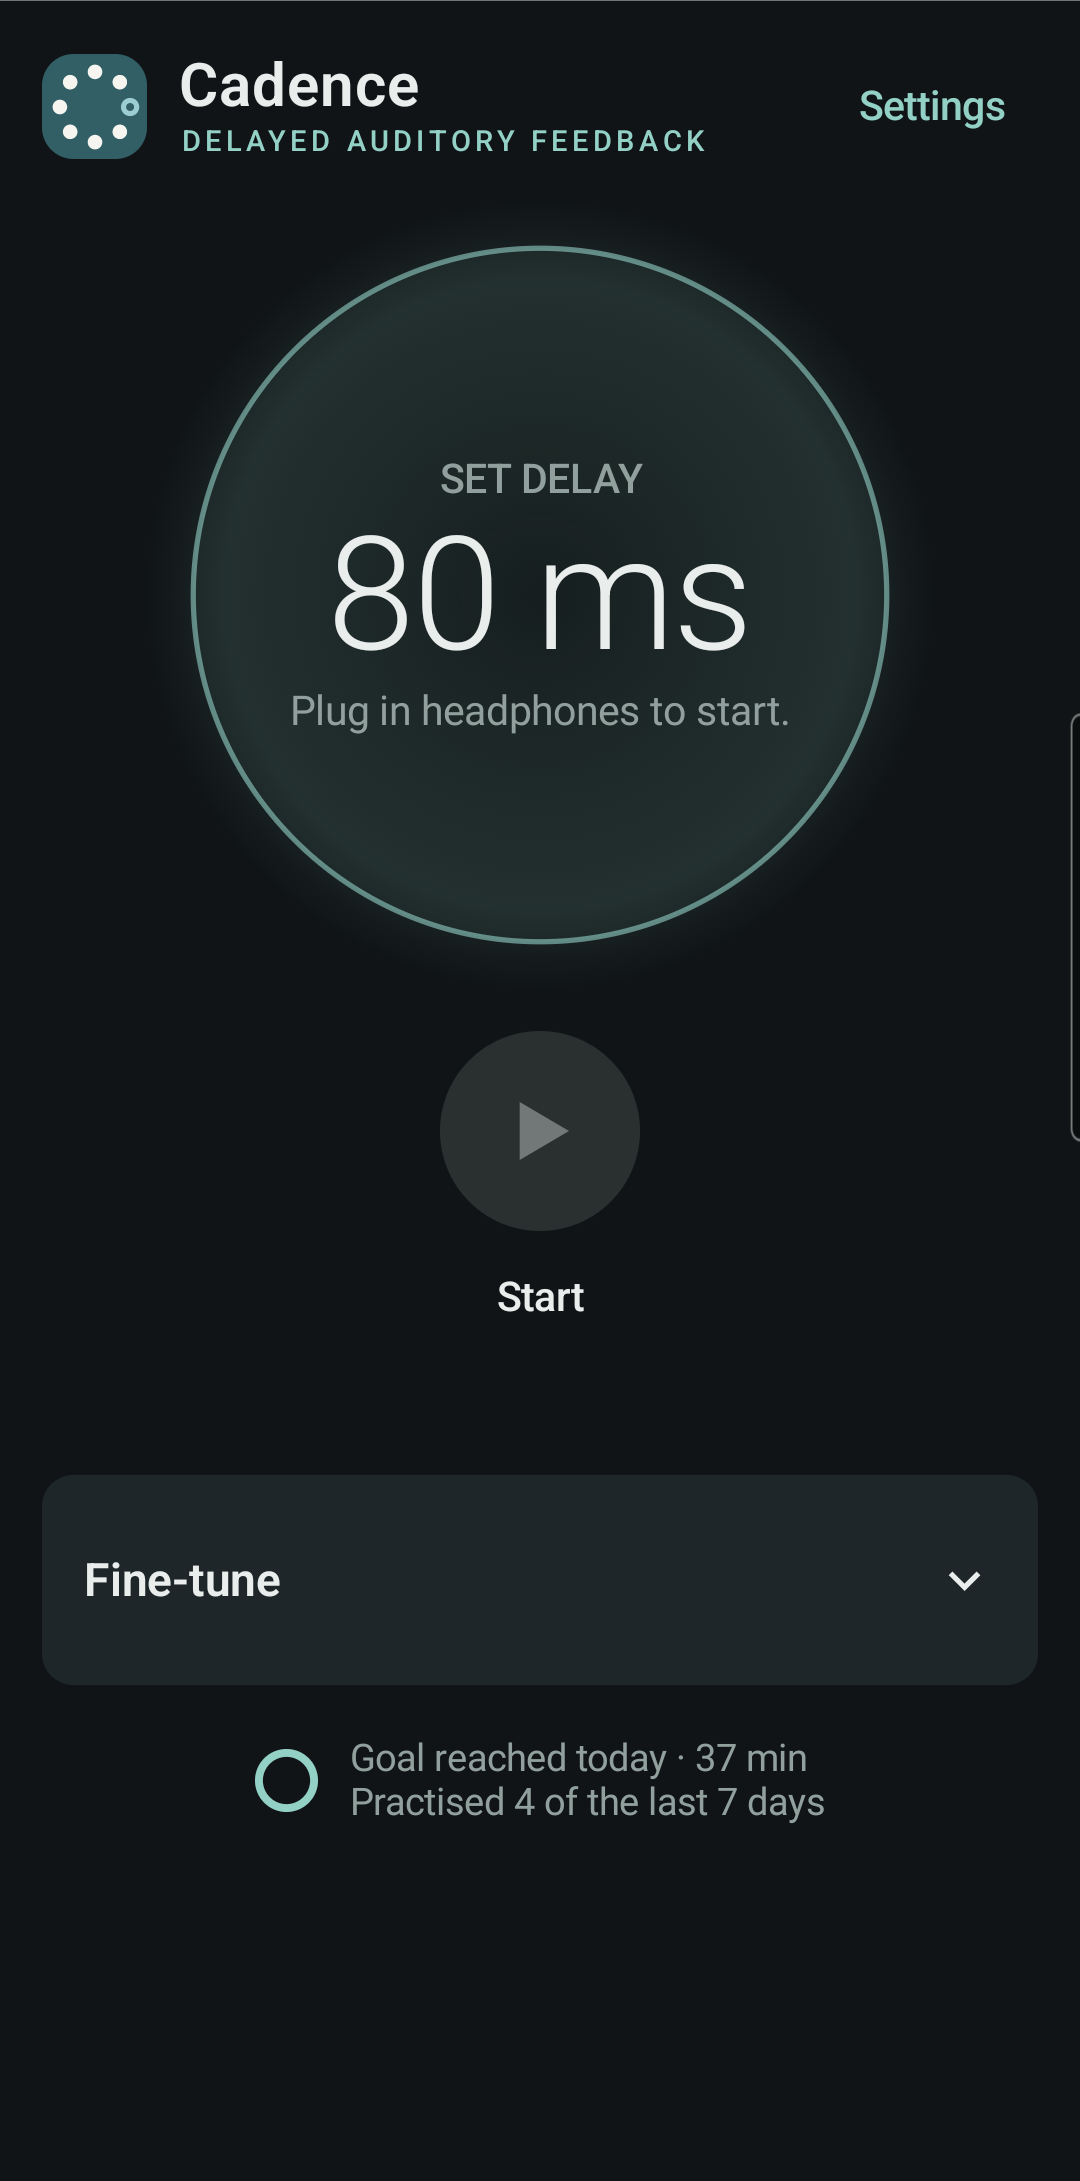 Cadence
DELAYED AUDITORY FEEDBACK
Settings
SET DELAY
80 ms
Plug in headphones to start.
Start
Fine-tune
Goal reached today · 37 min
Practised 4 of the last 7 days